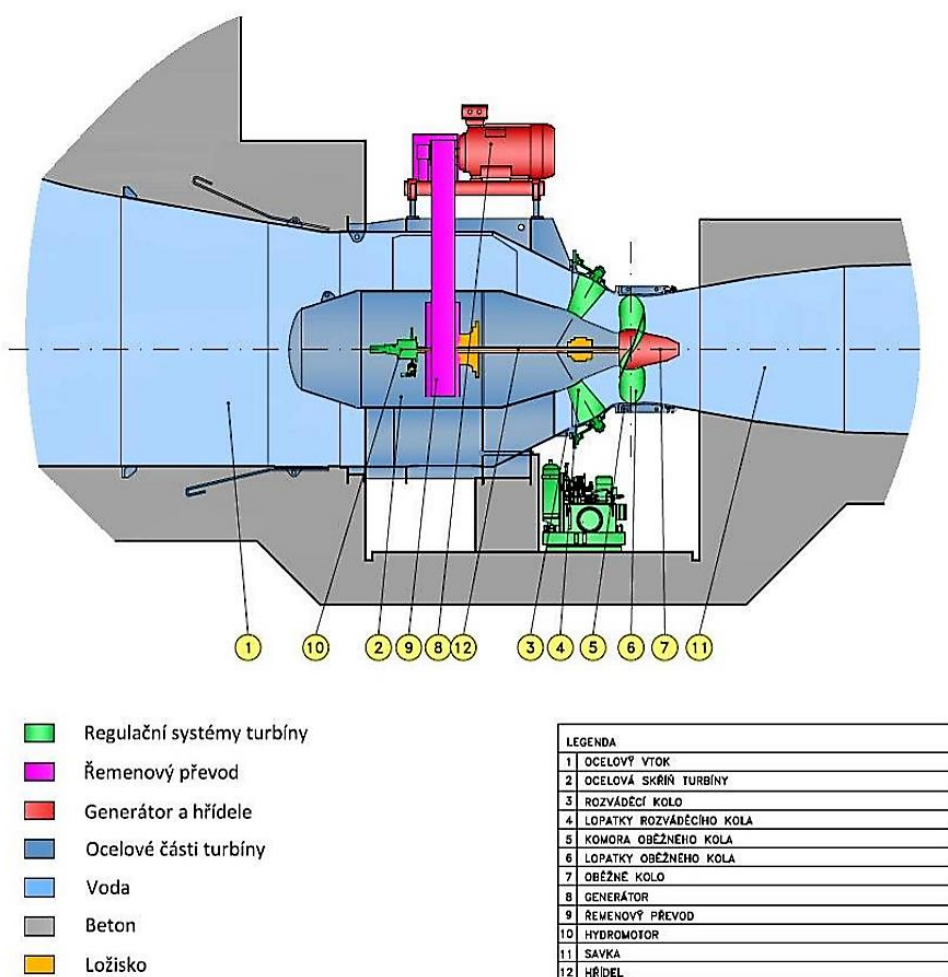 1 10 2 9 8 12 3 4 5 6 7 11
Regulační systémy turbíny
Řemenový převod
Generátor a hřídele
Ocelové části turbíny
Voda
Beton
Ložisko
LEGENDA
1 OCELOVÝ VTOK
2 OCELOVÁ SKŘÍŇ TURBÍNY
3 ROZVÁDĚCÍ KOLO
4 LOPATKY ROZVÁDĚCÍHO KOLA
5 KOMORA OBĚŽNÉHO KOLA
6 LOPATKY OBĚŽNÉHO KOLA
7 OBĚŽNÉ KOLO
8 GENERÁTOR
9 ŘEMENOVÝ PŘEVOD
10 HYDROMOTOR
11 SAVKA
12 HŘÍDEL